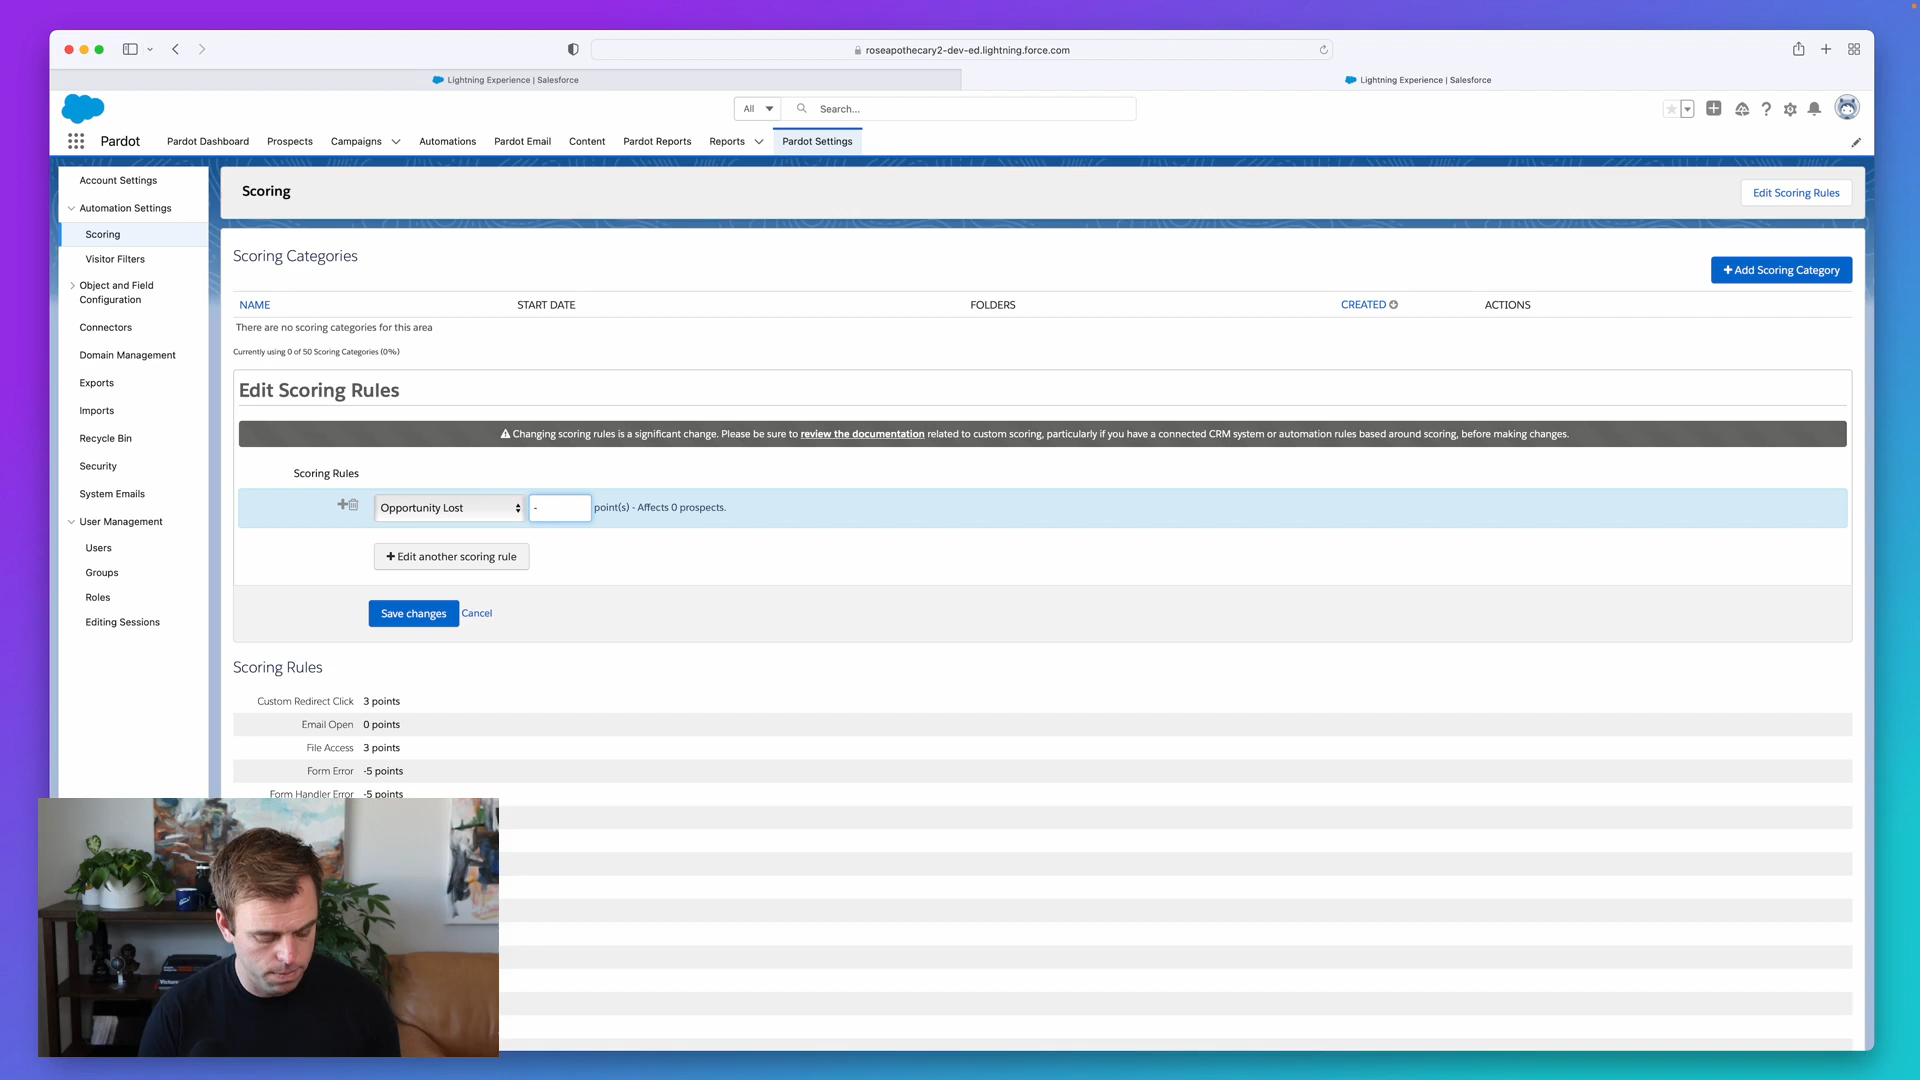 roseapothecary2-dev-ed.lightning.force.com
Lightning Experience | Salesforce
Lightning Experience | Salesforce
All
Search...
Pardot
Pardot Dashboard
Prospects
Campaigns
Automations
Pardot Email
Content
Pardot Reports
Reports
Pardot Settings
Account Settings
Automation Settings
Scoring
Visitor Filters
Object and Field
Configuration
Connectors
Domain Management
Exports
Imports
Recycle Bin
Security
System Emails
User Management
Users
Groups
Roles
Editing Sessions
Scoring
Edit Scoring Rules
Scoring Categories
+ Add Scoring Category
NAME START DATE FOLDERS CREATED ACTIONS
There are no scoring categories for this area
Currently using 0 of 50 Scoring Categories (0%)
Edit Scoring Rules
Changing scoring rules is a significant change. Please be sure to review the documentation related to custom scoring, particularly if you have a connected CRM system or automation rules based around scoring, before making changes.
Scoring Rules
Opportunity Lost - point(s) - Affects 0 prospects.
+ Edit another scoring rule
Save changes Cancel
Scoring Rules
Custom Redirect Click 3 points
Email Open 0 points
File Access 3 points
Form Error -5 points
Form Handler Error -5 points